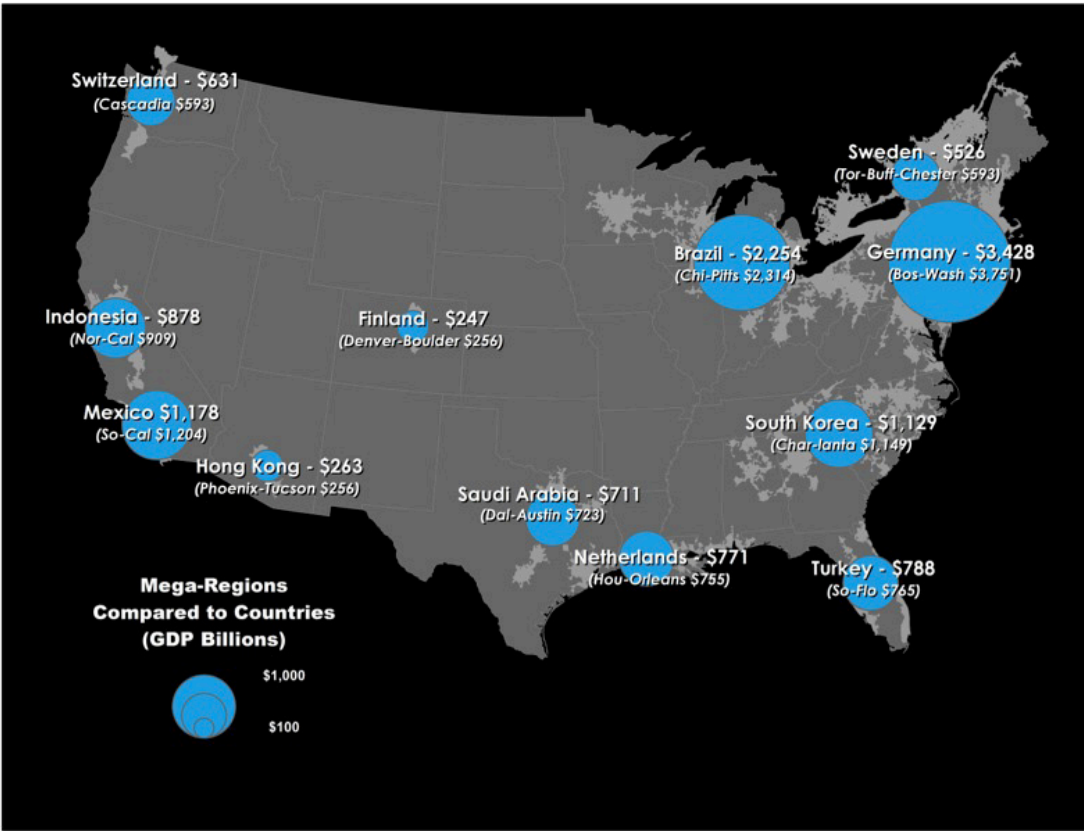 Switzerland - $631
(Cascadia $593)
Sweden - $526
(Tor-Buff-Chester $593)
Brazil - $2,254
(Chi-Pitts $2,314)
Germany - $3,428
(Bos-Wash $3,751)
Indonesia - $878
(Nor-Cal $909)
Finland - $247
(Denver-Boulder $256)
Mexico $1,178
(So-Cal $1,204)
South Korea - $1,129
(Char-lanta $1,149)
Hong Kong - $263
(Phoenix-Tucson $256)
Saudi Arabia - $711
(Dal-Austin $723)
Netherlands - $771
(Hou-Orleans $755)
Turkey - $788
(So-Flo $765)
Mega-Regions
Compared to Countries
(GDP Billions)
$1,000
$100